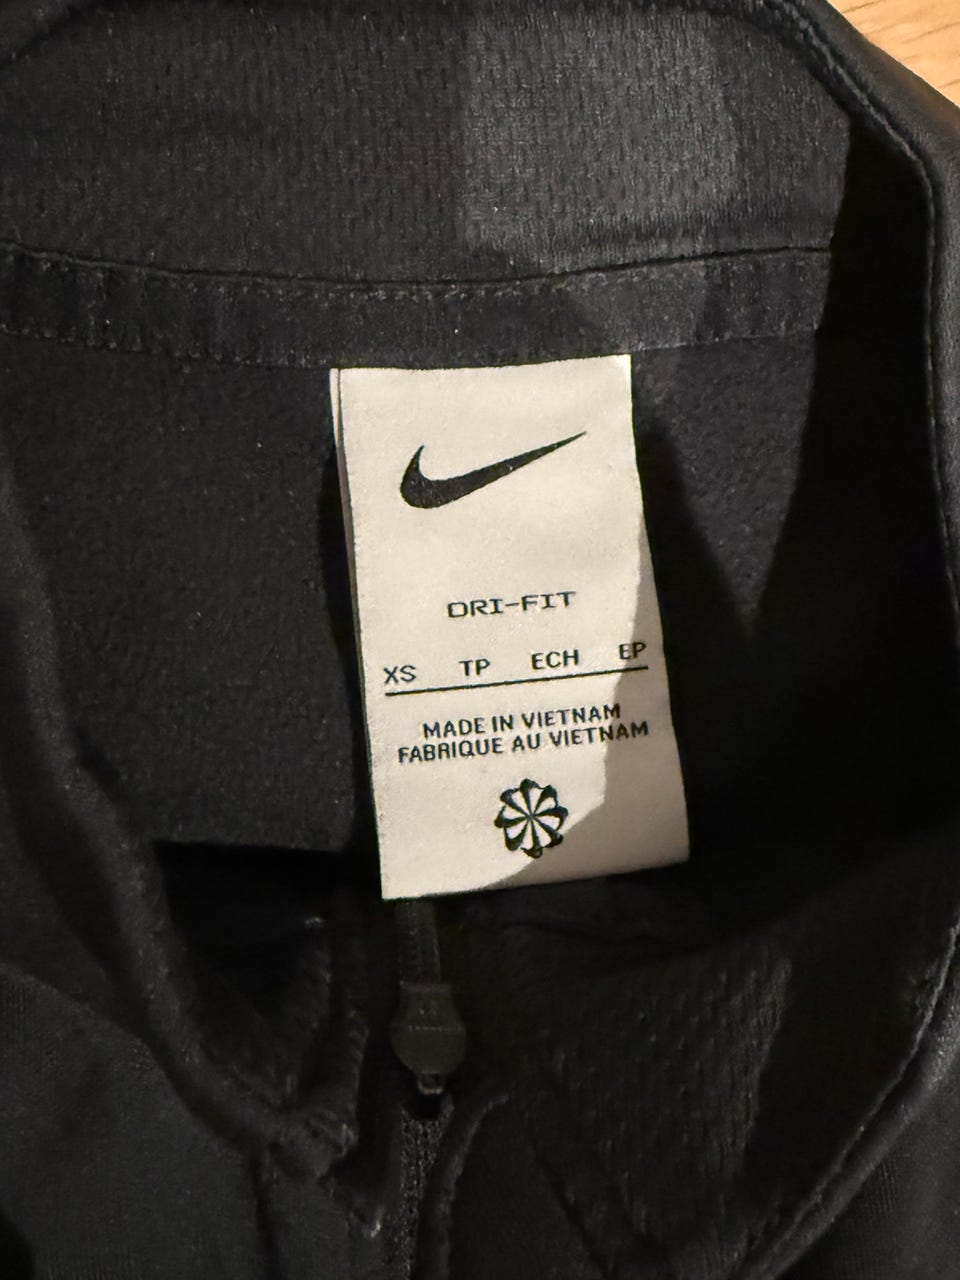 DRI-FIT
XS TP ECH EP
MADE IN VIETNAM
FABRIQUE AU VIETNAM